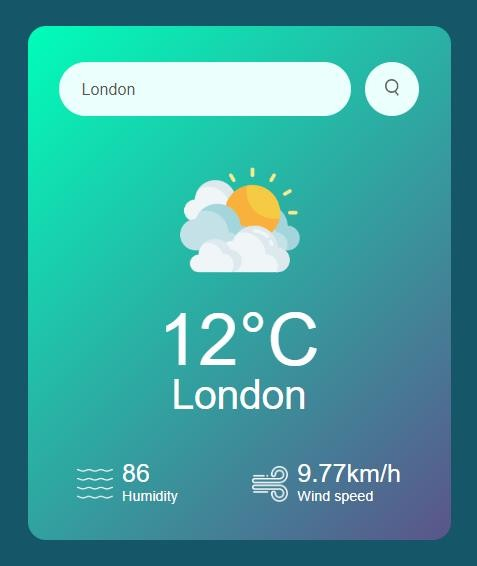 London
12°C
London
86
Humidity
9.77km/h
Wind speed